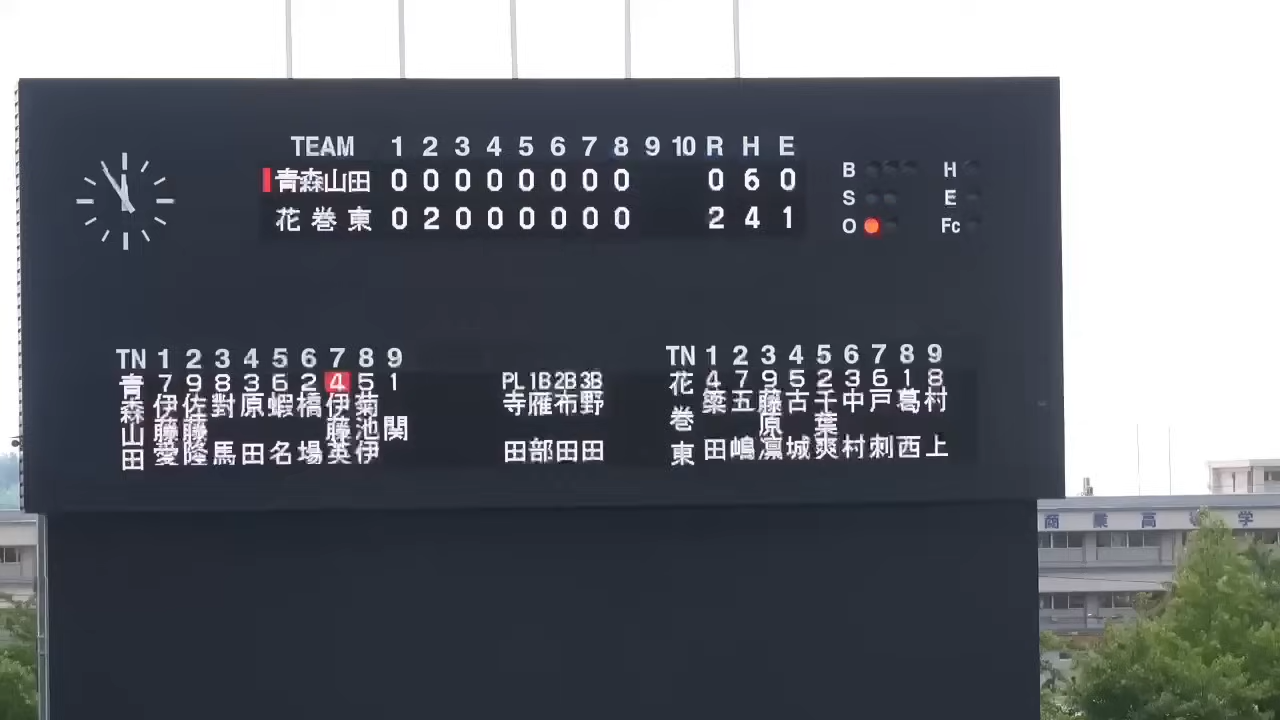 TEAM 1 2 3 4 5 6 7 8 9 10 R H E
青森山田 0 0 0 0 0 0 0 0 0 6 0
花巻東 0 2 0 0 0 0 0 0 2 4 1
B H
S E
O Fc
TN 1 2 3 4 5 6 7 8 9
青森山田
7 9 8 3 6 2 4 5 1
伊藤愛 佐藤隆 對馬 原田 蝦名 橋場 伊藤英 菊池伊 関
PL 1B 2B 3B
寺田 雁部 布田 野田
TN 1 2 3 4 5 6 7 8 9
花巻東
4 7 9 5 2 3 6 1 8
梁田 五嶋 藤原凛 古城 千葉爽 中村 戸刺 葛西 村上
商業高等学